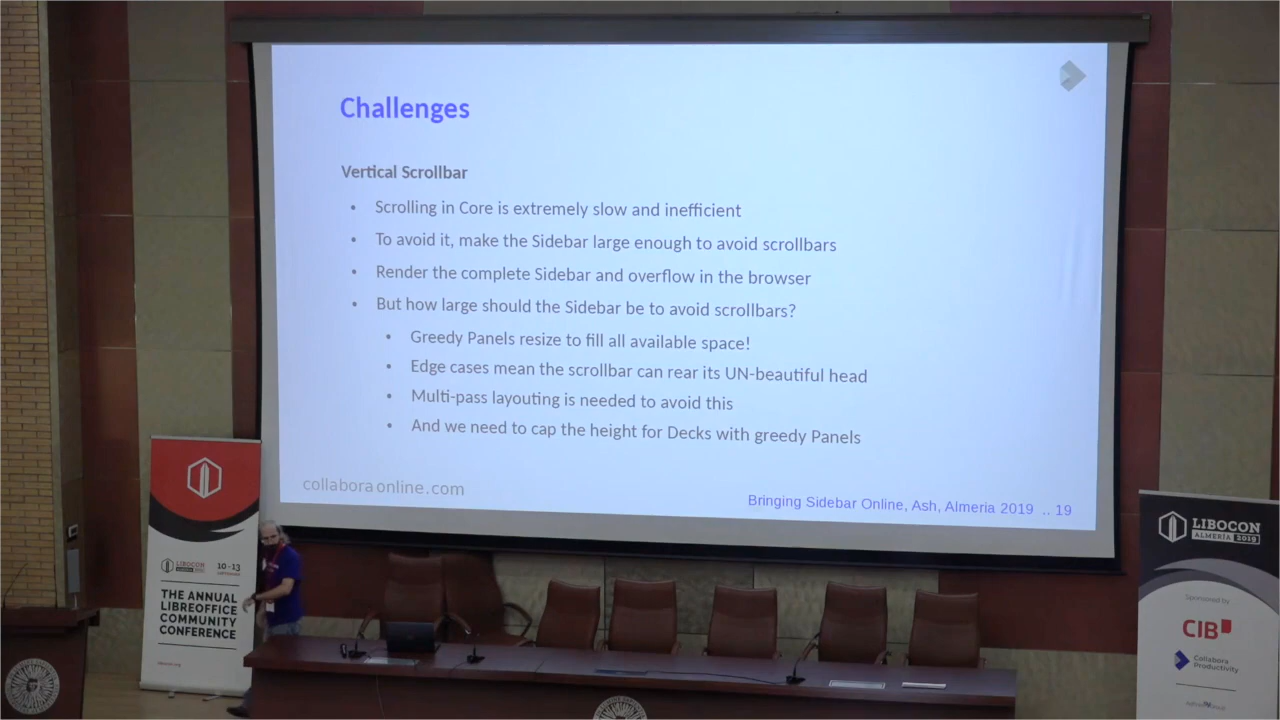 Challenges
Vertical Scrollbar
• Scrolling in Core is extremely slow and inefficient
• To avoid it, make the Sidebar large enough to avoid scrollbars
• Render the complete Sidebar and overflow in the browser
• But how large should the Sidebar be to avoid scrollbars?
• Greedy Panels resize to fill all available space!
• Edge cases mean the scrollbar can rear its UN-beautiful head
• Multi-pass layouting is needed to avoid this
• And we need to cap the height for Decks with greedy Panels
collaboraonline.com
Bringing Sidebar Online, Ash, Almeria 2019 .. 19
LIBOCON
10-13
THE ANNUAL
LIBREOFFICE
COMMUNITY
CONFERENCE
LIBOCON
ALMERÍA 2019
Sponsored by
CIB
Collabora
Productivity